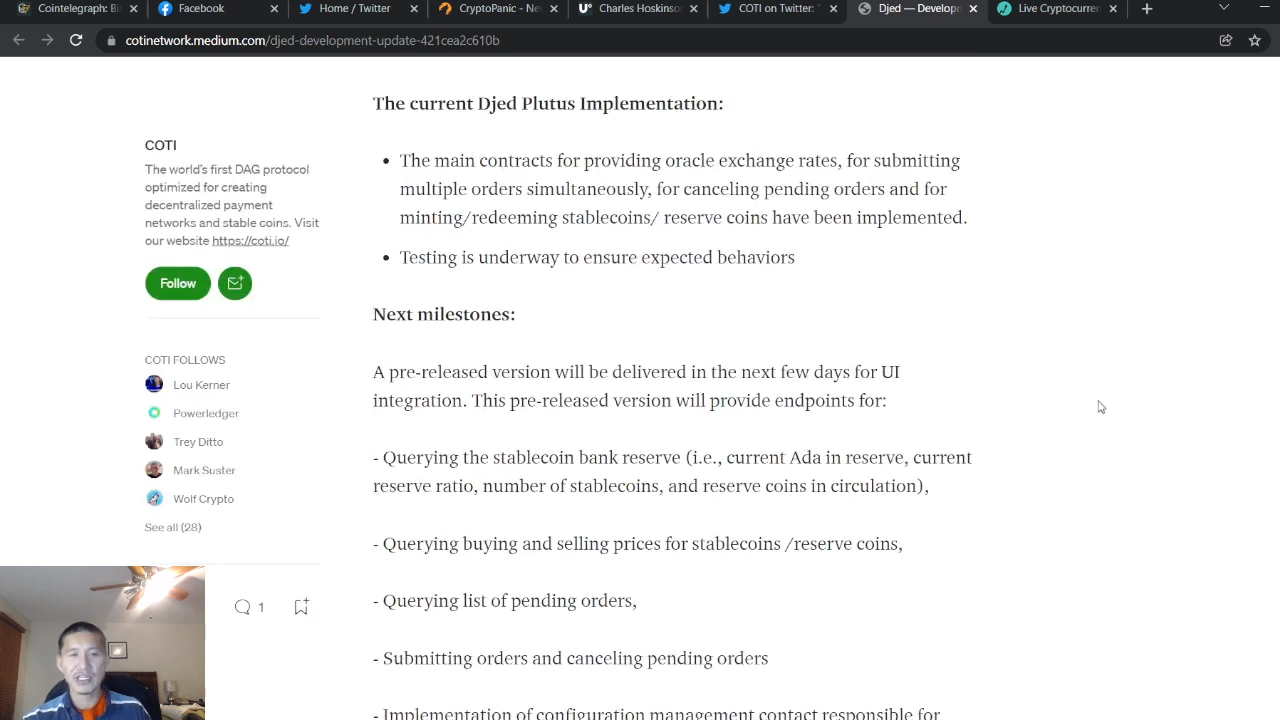 Cointelegraph: Bit
Facebook
Home / Twitter
CryptoPanic - Ne
Charles Hoskinso
COTI on Twitter: "
Djed — Developm
Live Cryptocurren
cotinetwork.medium.com/djed-development-update-421cea2c610b
The current Djed Plutus Implementation:
COTI
The world's first DAG protocol
optimized for creating
decentralized payment
networks and stable coins. Visit
our website https://coti.io/
Follow
COTI FOLLOWS
Lou Kerner
Powerledger
Trey Ditto
Mark Suster
Wolf Crypto
See all (28)
1
• The main contracts for providing oracle exchange rates, for submitting
multiple orders simultaneously, for canceling pending orders and for
minting/redeeming stablecoins/ reserve coins have been implemented.
• Testing is underway to ensure expected behaviors
Next milestones:
A pre-released version will be delivered in the next few days for UI
integration. This pre-released version will provide endpoints for:
- Querying the stablecoin bank reserve (i.e., current Ada in reserve, current
reserve ratio, number of stablecoins, and reserve coins in circulation),
- Querying buying and selling prices for stablecoins /reserve coins,
- Querying list of pending orders,
- Submitting orders and canceling pending orders
- Implementation of configuration management contact responsible for